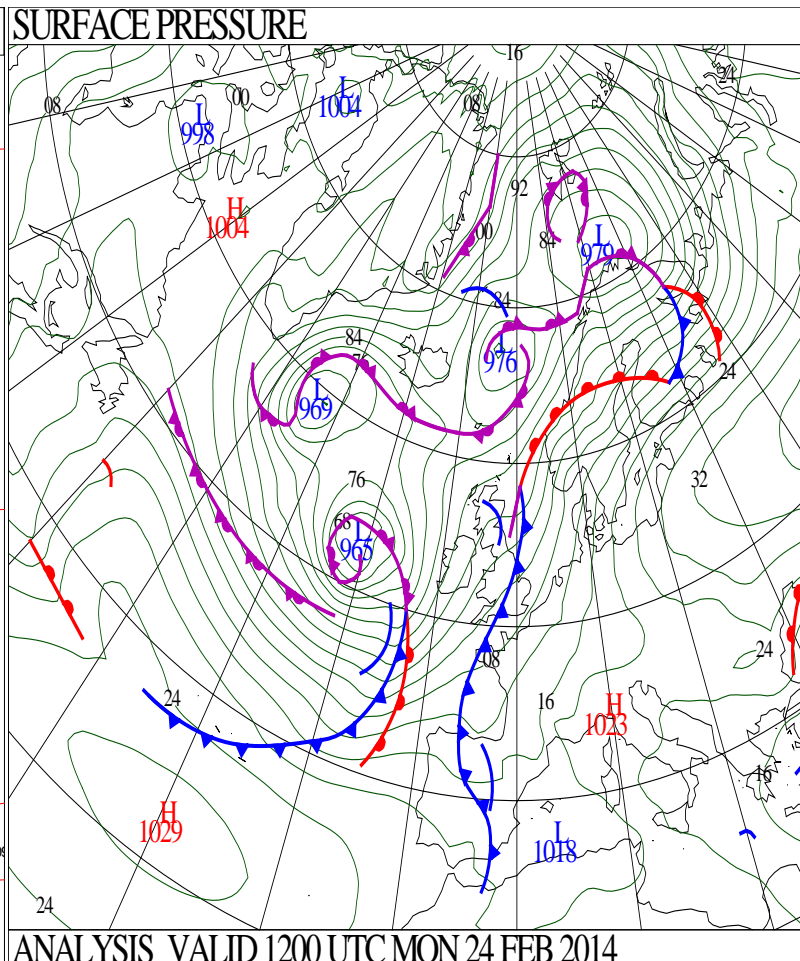 SURFACE PRESSURE
16
24
08
00
L
1004
08
L
998
92
H
1004
00
84
L
979
84
84
76
L
976
24
L
969
76
32
68
L
965
08
24
24
16
H
1023
16
H
1029
L
1018
24
ANALYSIS VALID 1200 UTC MON 24 FEB 2014